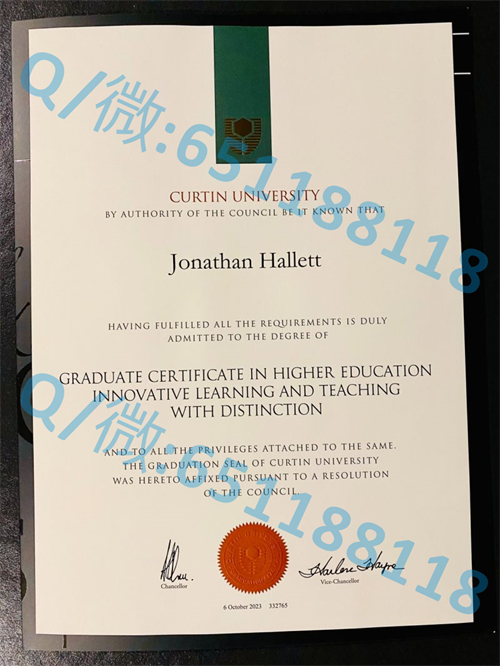 CURTIN UNIVERSITY
BY AUTHORITY OF THE COUNCIL BE IT KNOWN THAT
Jonathan Hallett
HAVING FULFILLED ALL THE REQUIREMENTS IS DULY
ADMITTED TO THE DEGREE OF
GRADUATE CERTIFICATE IN HIGHER EDUCATION
INNOVATIVE LEARNING AND TEACHING
WITH DISTINCTION
AND TO ALL THE PRIVILEGES ATTACHED TO THE SAME.
THE GRADUATION SEAL OF CURTIN UNIVERSITY
WAS HERETO AFFIXED PURSUANT TO A RESOLUTION
OF THE COUNCIL.
Chancellor
Harlene Hayne
Vice-Chancellor
6 October 2023 332765
Q/微:651188118
Q/微:651188118